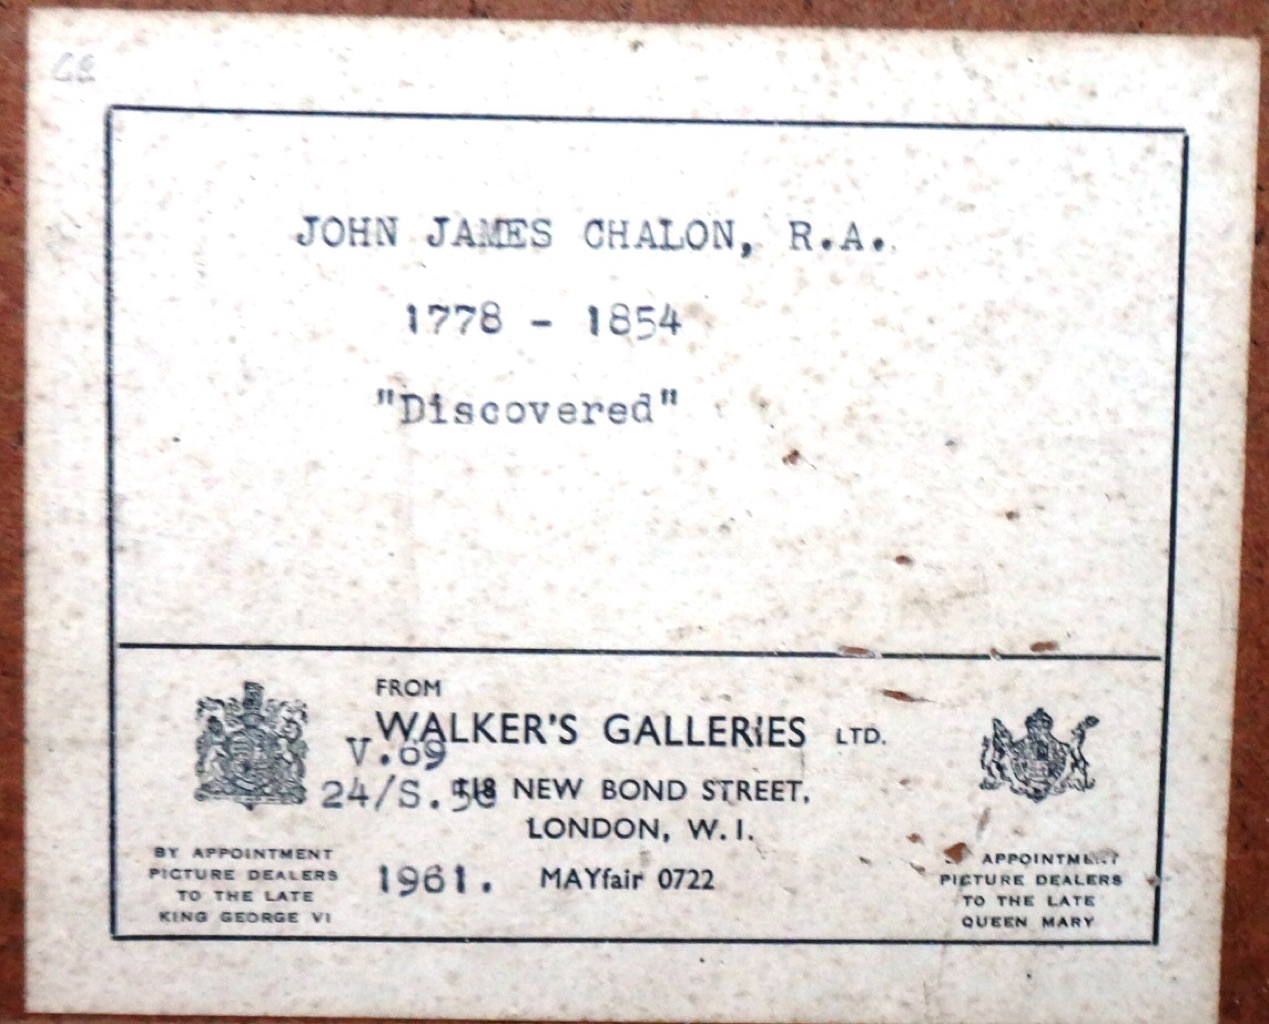 JOHN JAMES CHALON, R.A.
1778 - 1854
"Discovered"
FROM
WALKER'S GALLERIES LTD.
V.69
24/S. NEW BOND STREET,
LONDON, W.1.
1961. MAYfair 0722
BY APPOINTMENT
PICTURE DEALERS
TO THE LATE
KING GEORGE VI
APPOINTMENT
PICTURE DEALERS
TO THE LATE
QUEEN MARY